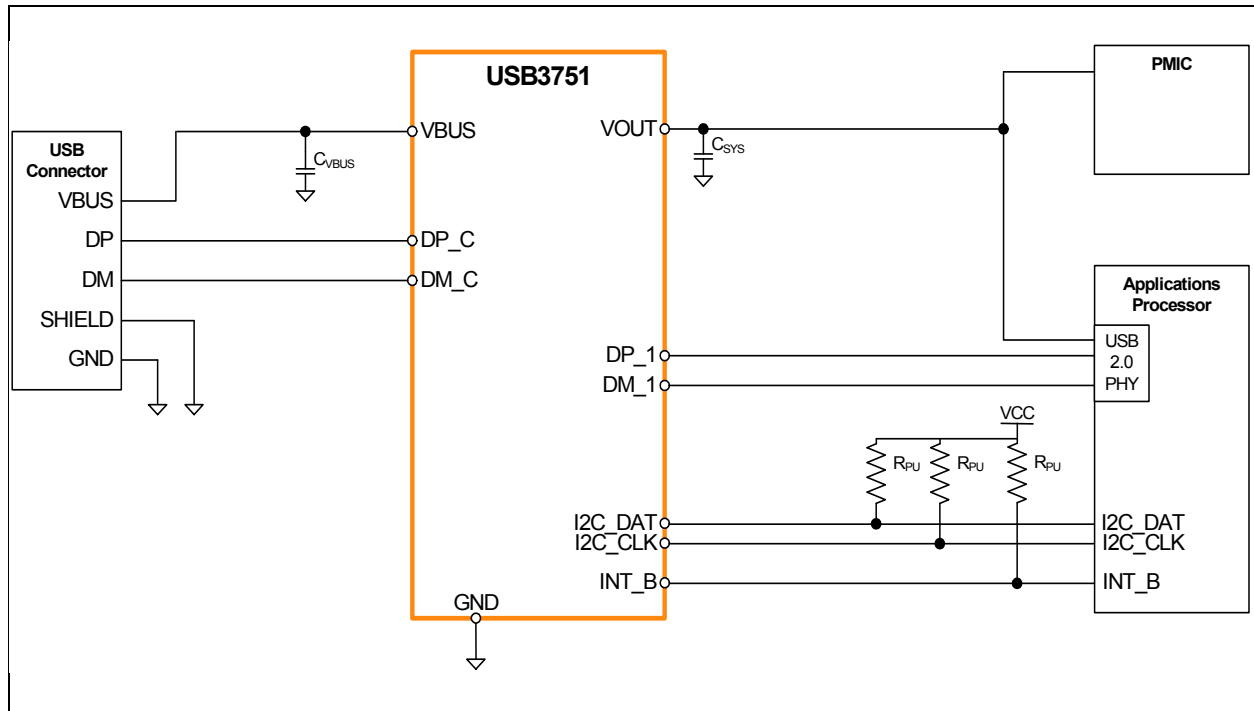 USB3751
PMIC
USB
Connector
VBUS
DP
DM
SHIELD
GND
CVBUS
VBUS
DP_C
DM_C
VOUT
CSYS
DP_1
DM_1
I2C_DAT
I2C_CLK
INT_B
GND
VCC
RPU
RPU
RPU
Applications
Processor
USB
2.0
PHY
I2C_DAT
I2C_CLK
INT_B